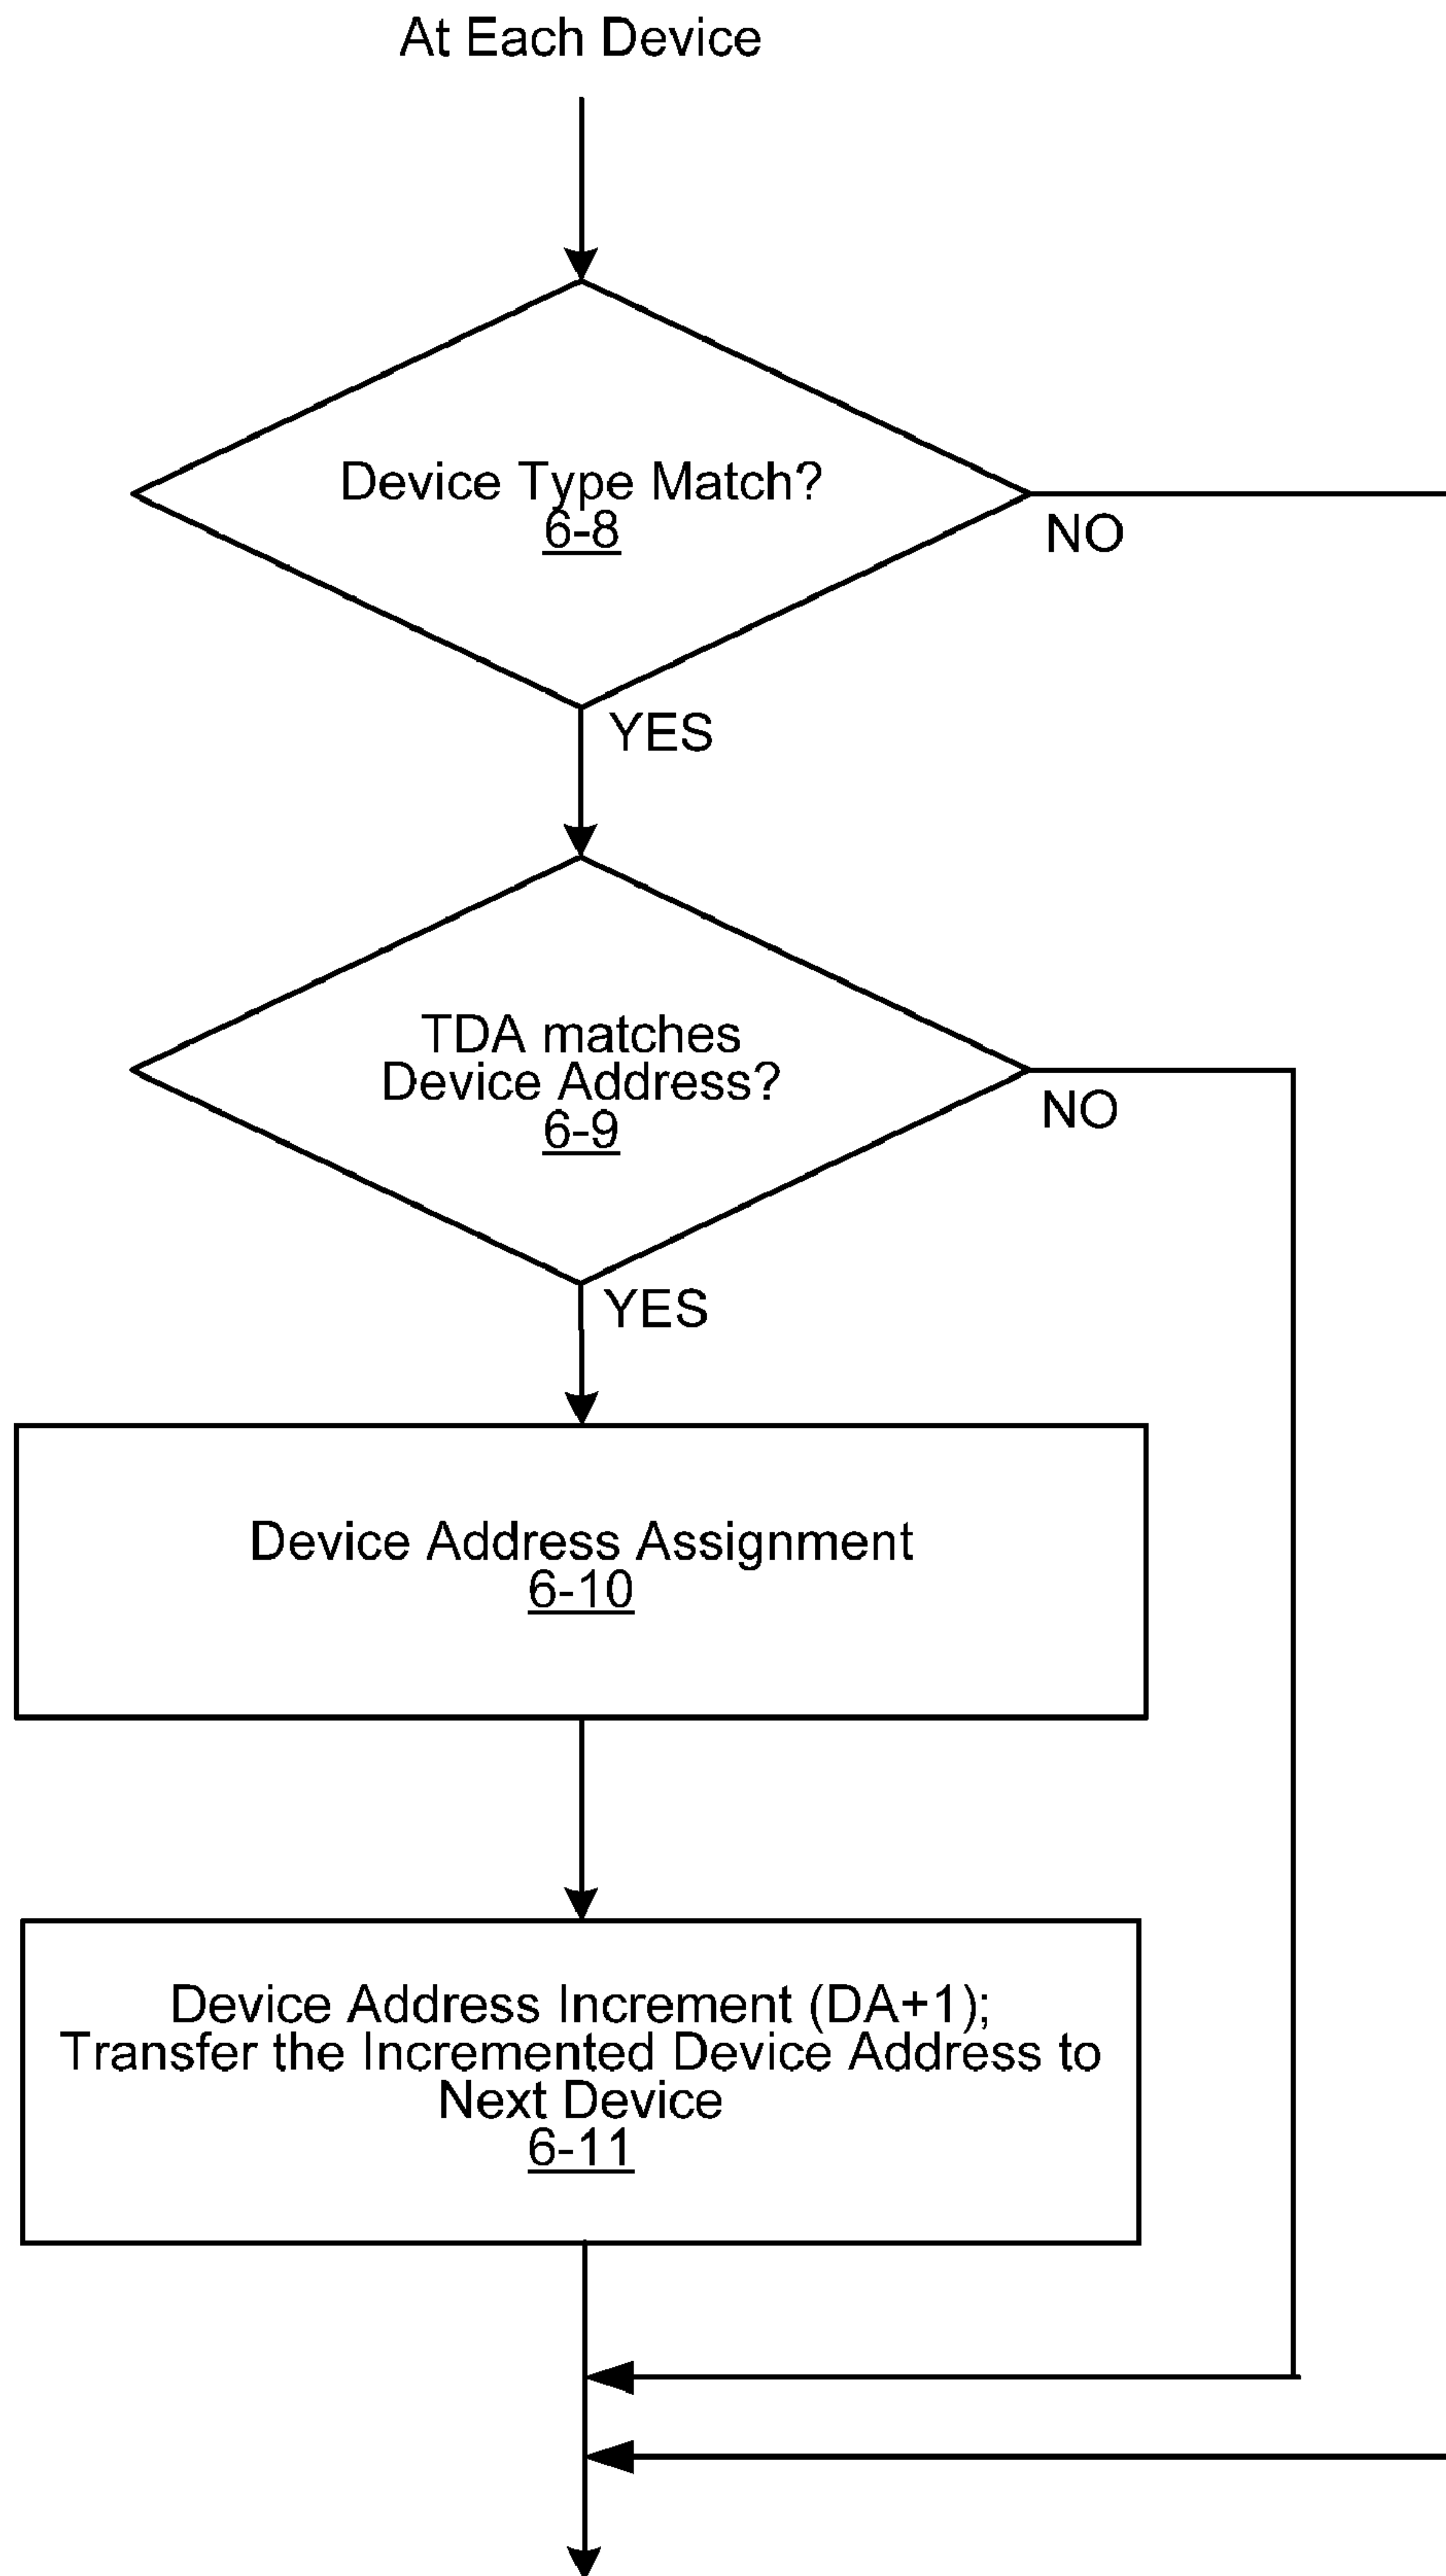 At Each Device
Device Type Match?
6-8
NO
YES
TDA matches
Device Address?
6-9
NO
YES
Device Address Assignment
6-10
Device Address Increment (DA+1);
Transfer the Incremented Device Address to
Next Device
6-11